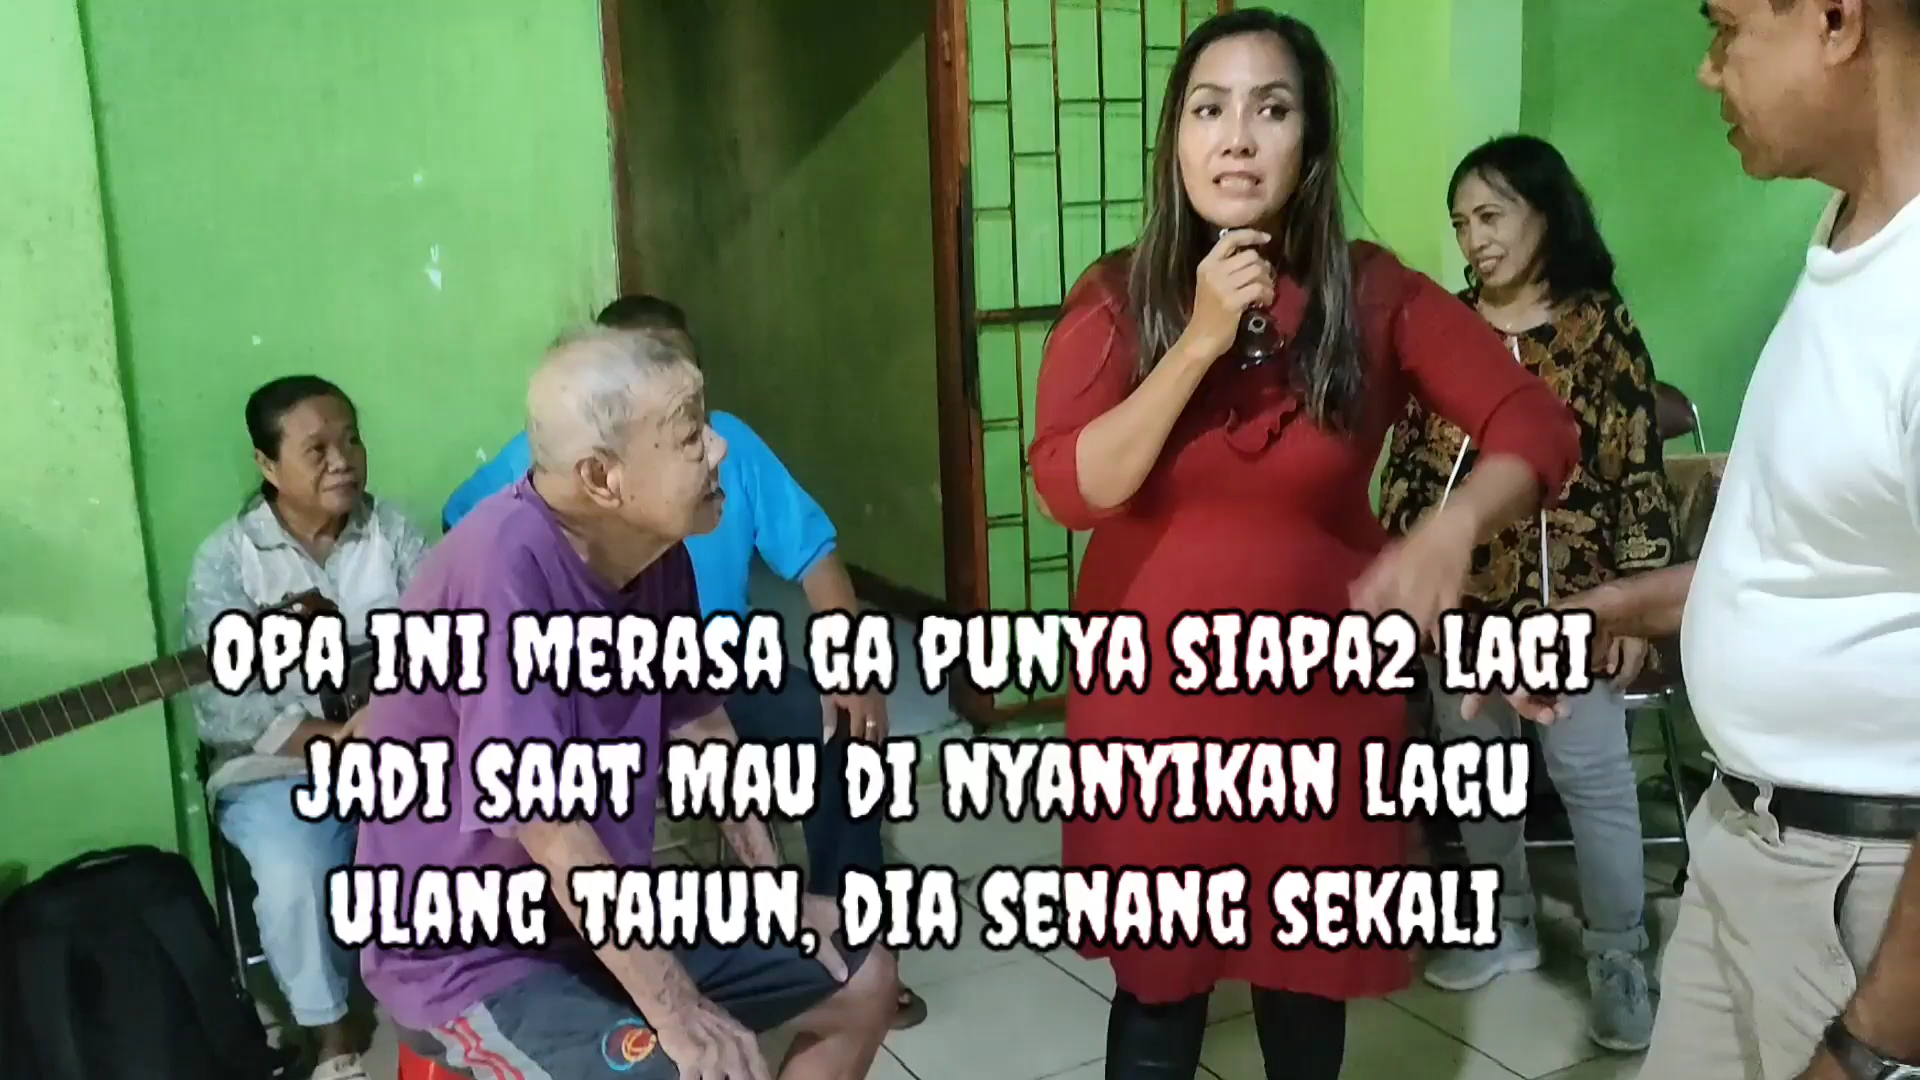 OPA INI MERASA GA PUNYA SIAPA2 LAGI
JADI SAAT MAU DI NYANYIKAN LAGU
ULANG TAHUN, DIA SENANG SEKALI